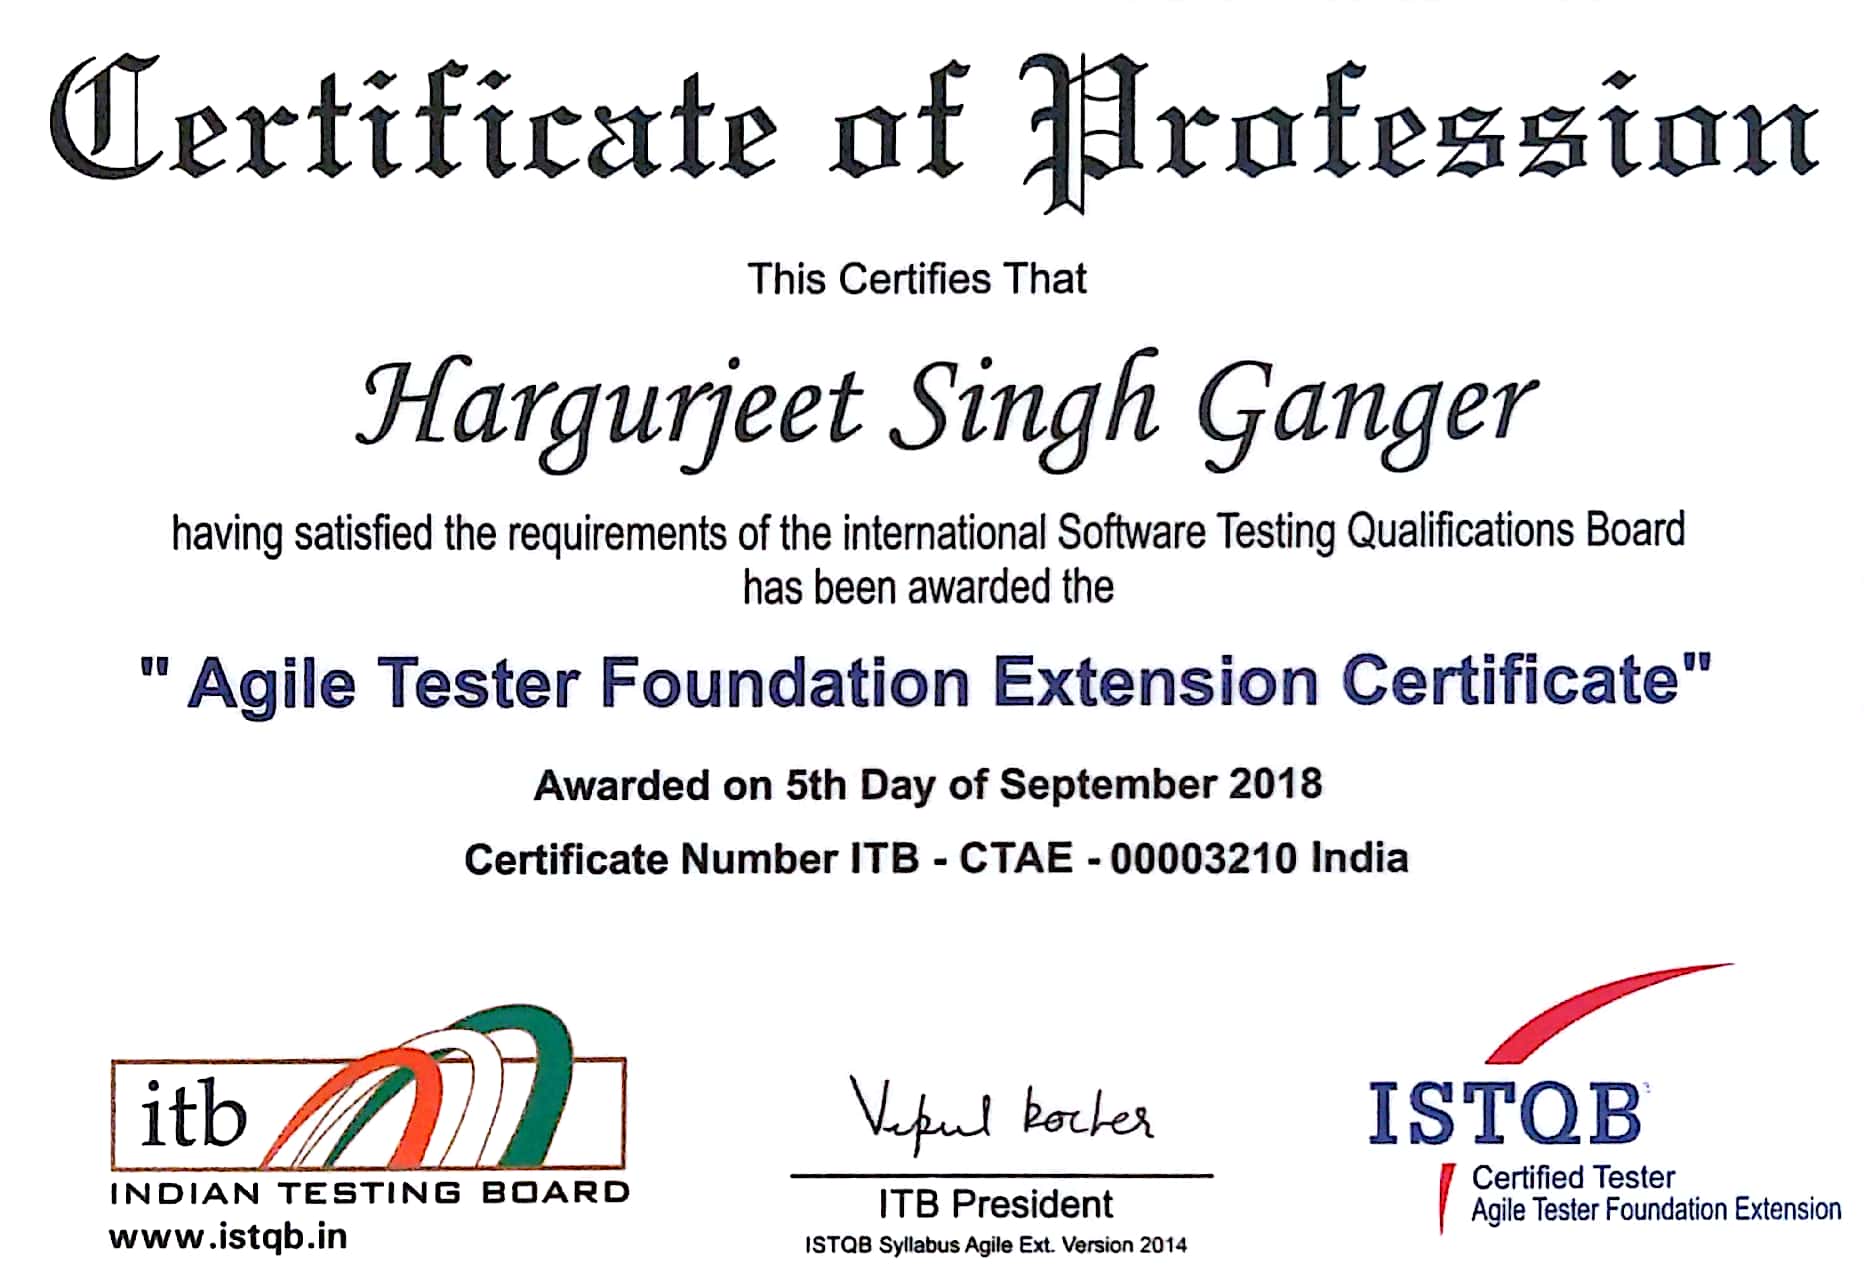 Certificate of Profession
This Certifies That
Hargurjeet Singh Ganger
having satisfied the requirements of the international Software Testing Qualifications Board
has been awarded the
" Agile Tester Foundation Extension Certificate"
Awarded on 5th Day of September 2018
Certificate Number ITB - CTAE - 00003210 India
itb
INDIAN TESTING BOARD
www.istqb.in
Vipul Kocher
ITB President
ISTQB Syllabus Agile Ext. Version 2014
ISTQB
Certified Tester
Agile Tester Foundation Extension